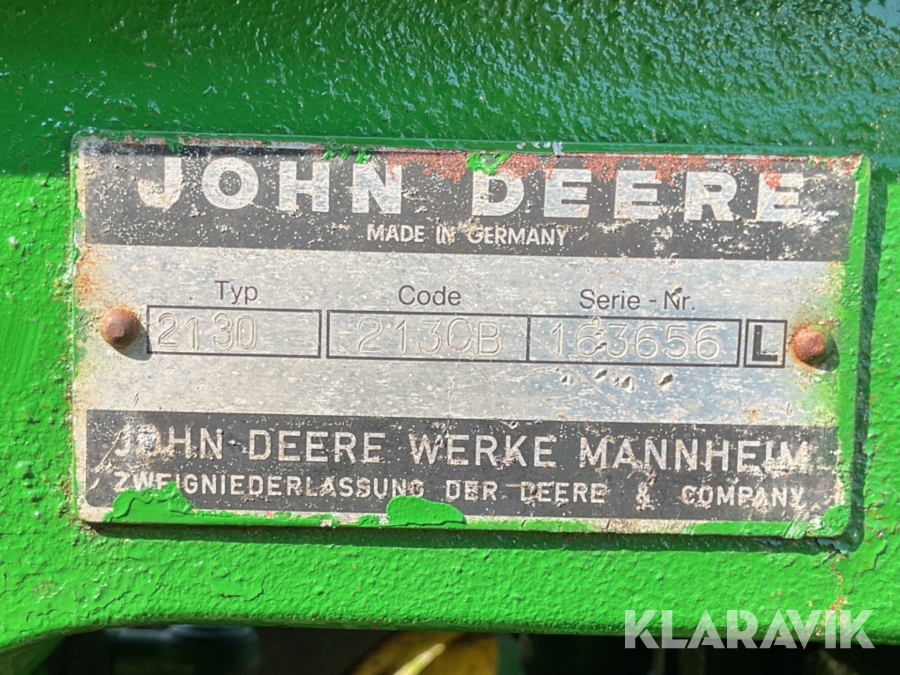 JOHN DEERE
MADE IN GERMANY
Typ Code Serie - Nr.
2130 213CB 163656 L
JOHN DEERE WERKE MANNHEIM
ZWEIGNIEDERLASSUNG DER DEERE & COMPANY
KLARAVIK